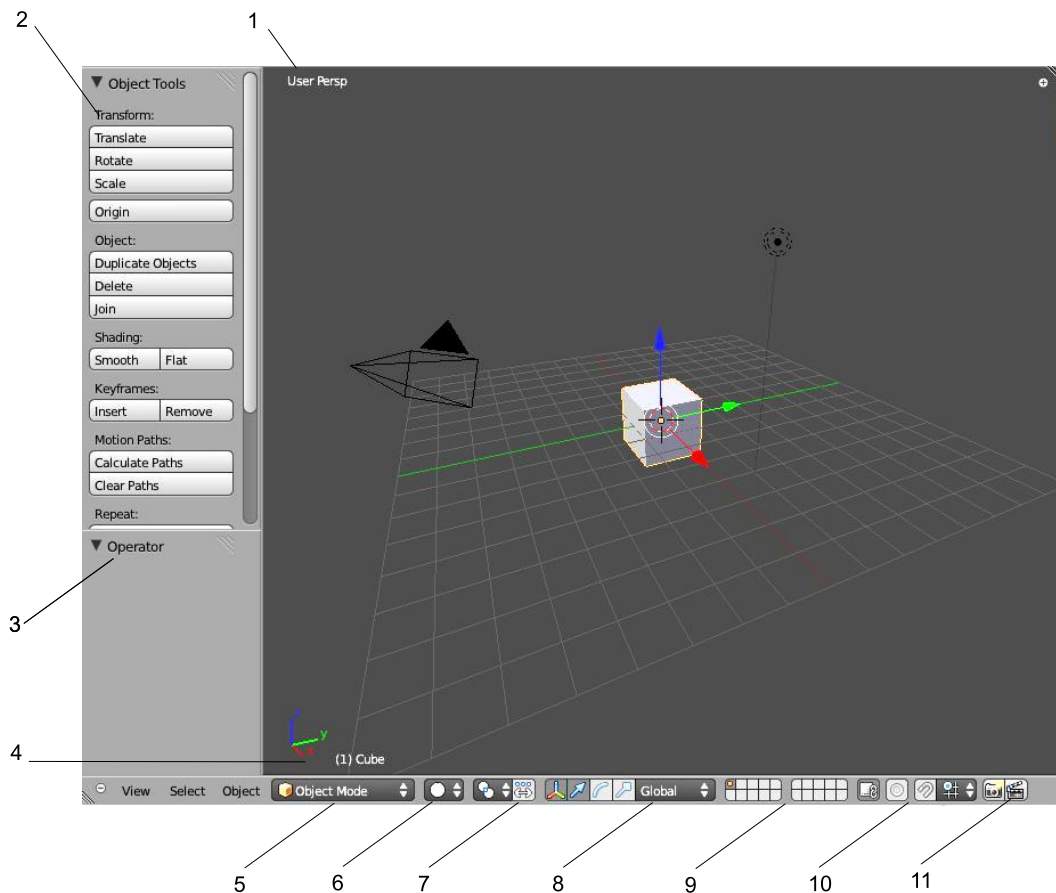 2
1
Object Tools
User Persp
Transform:
Translate
Rotate
Scale
Origin
Object:
Duplicate Objects
Delete
Join
Shading:
Smooth Flat
Keyframes:
Insert Remove
Motion Paths:
Calculate Paths
Clear Paths
Repeat:
Operator
3
z
y
x
4
(1) Cube
View Select Object Object Mode Global
5 6 7 8 9 10 11